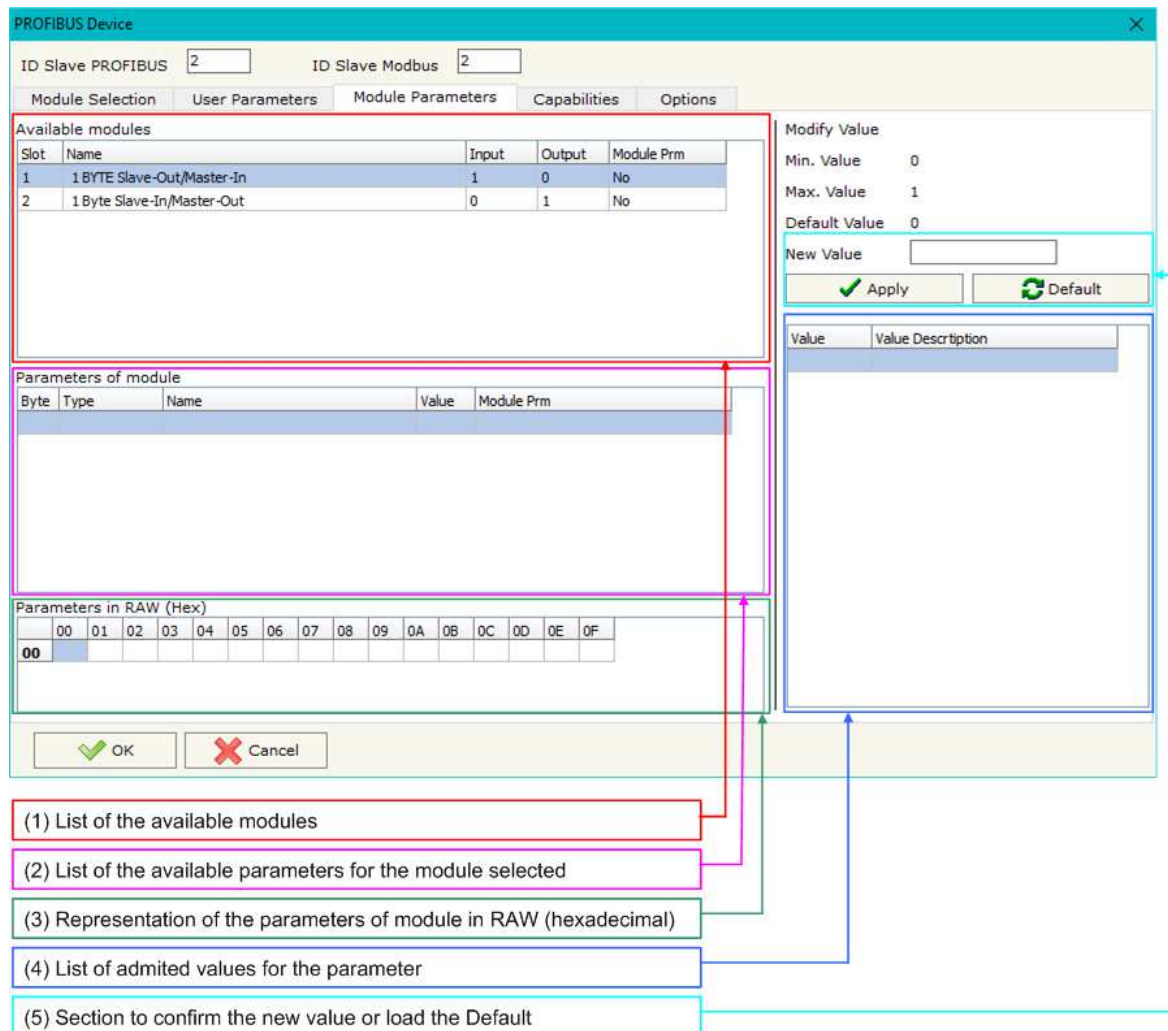 PROFIBUS Device
ID Slave PROFIBUS 2 ID Slave Modbus 2
Module Selection User Parameters Module Parameters Capabilities Options
Available modules
Slot Name Input Output Module Prm
1 1 BYTE Slave-Out/Master-In 1 0 No
2 1 Byte Slave-In/Master-Out 0 1 No
Modify Value
Min. Value 0
Max. Value 1
Default Value 0
New Value
Apply Default
Value Value Descrtiption
Parameters of module
Byte Type Name Value Module Prm
Parameters in RAW (Hex)
00 01 02 03 04 05 06 07 08 09 0A 0B 0C 0D 0E 0F
00
OK Cancel
(1) List of the available modules
(2) List of the available parameters for the module selected
(3) Representation of the parameters of module in RAW (hexadecimal)
(4) List of admited values for the parameter
(5) Section to confirm the new value or load the Default